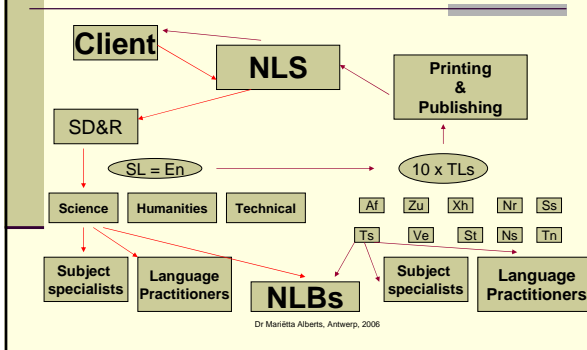 Client
NLS
Printing
&
Publishing
SD&R
SL = En
10 x TLs
Science
Humanities
Technical
Af
Zu
Xh
Nr
Ss
Ts
Ve
St
Ns
Tn
Subject
specialists
Language
Practitioners
NLBs
Subject
specialists
Language
Practitioners
Dr Mariëtta Alberts, Antwerp, 2006